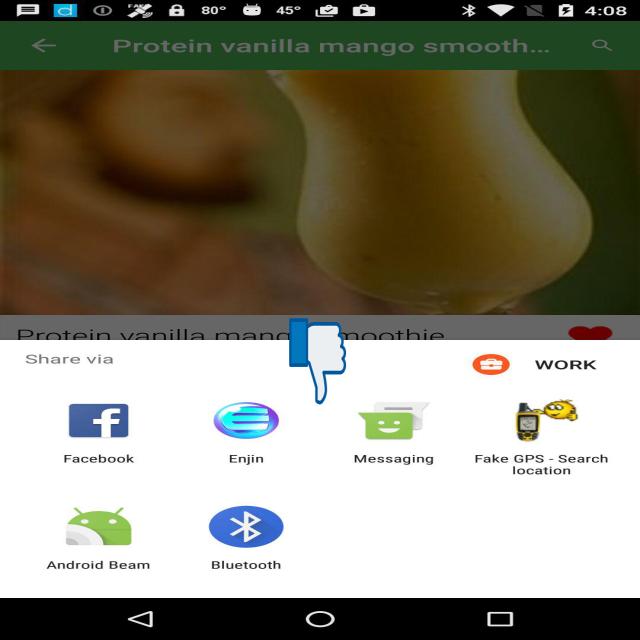 80° 45° 4:08
Protein vanilla mango smooth...
Protein vanilla mang moothie
Share via
WORK
Facebook
Enjin
Messaging
Fake GPS - Search
location
Android Beam
Bluetooth